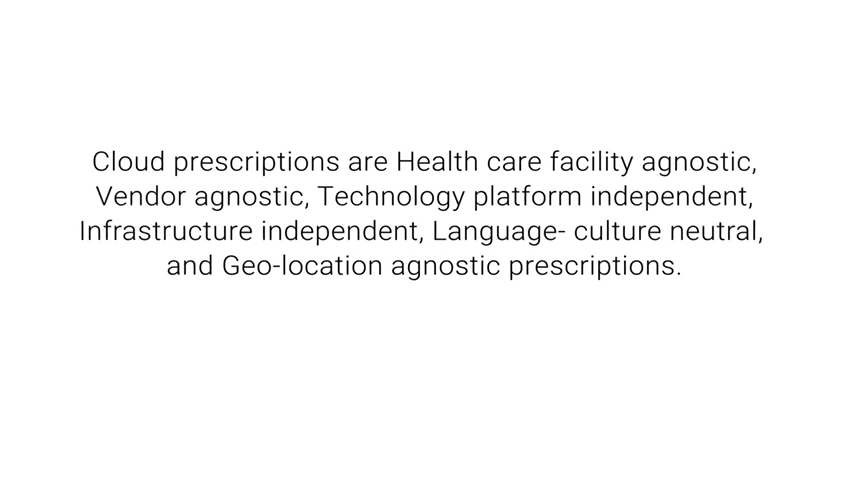 Cloud prescriptions are Health care facility agnostic,
Vendor agnostic, Technology platform independent,
Infrastructure independent, Language- culture neutral,
and Geo-location agnostic prescriptions.